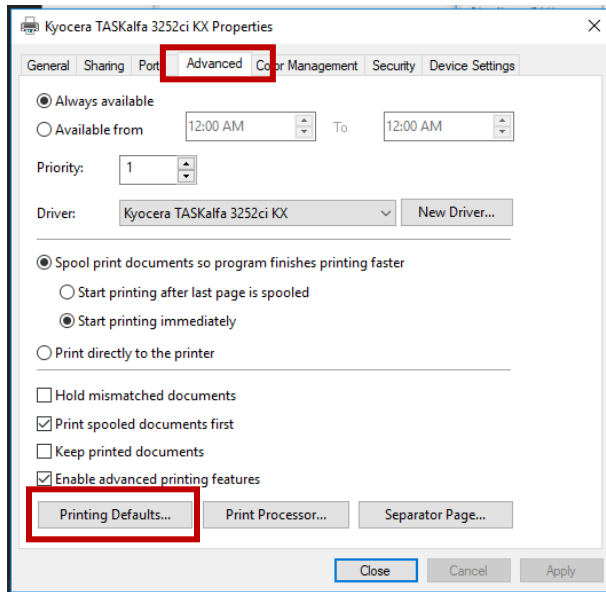 Kyocera TASKalfa 3252ci KX Properties
General Sharing Port Advanced Color Management Security Device Settings
Always available
Available from 12:00 AM To 12:00 AM
Priority: 1
Driver: Kyocera TASKalfa 3252ci KX New Driver...
Spool print documents so program finishes printing faster
Start printing after last page is spooled
Start printing immediately
Print directly to the printer
Hold mismatched documents
Print spooled documents first
Keep printed documents
Enable advanced printing features
Printing Defaults... Print Processor... Separator Page...
Close Cancel Apply